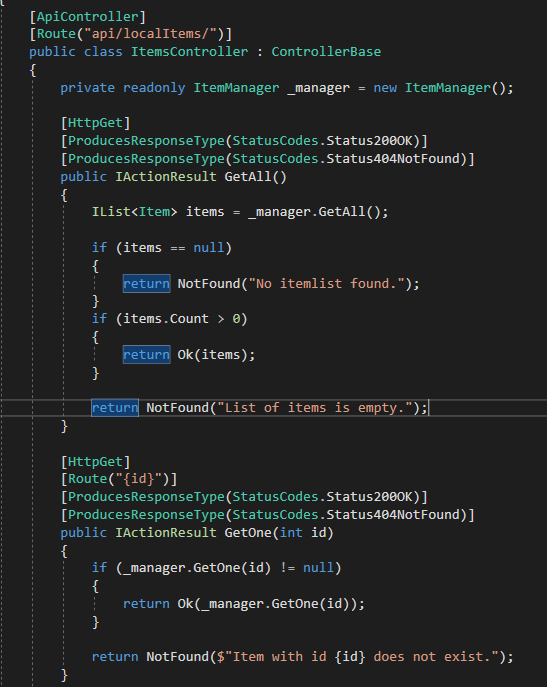 {
[ApiController]
[Route("api/localItems/")]
public class ItemsController : ControllerBase
{
private readonly ItemManager _manager = new ItemManager();
[HttpGet]
[ProducesResponseType(StatusCodes.Status200OK)]
[ProducesResponseType(StatusCodes.Status404NotFound)]
public IActionResult GetAll()
{
IList<Item> items = _manager.GetAll();
if (items == null)
{
return NotFound("No itemlist found.");
}
if (items.Count > 0)
{
return Ok(items);
}
return NotFound("List of items is empty.");
}
[HttpGet]
[Route("{id}")]
[ProducesResponseType(StatusCodes.Status200OK)]
[ProducesResponseType(StatusCodes.Status404NotFound)]
public IActionResult GetOne(int id)
{
if (_manager.GetOne(id) != null)
{
return Ok(_manager.GetOne(id));
}
return NotFound($"Item with id {id} does not exist.");
}